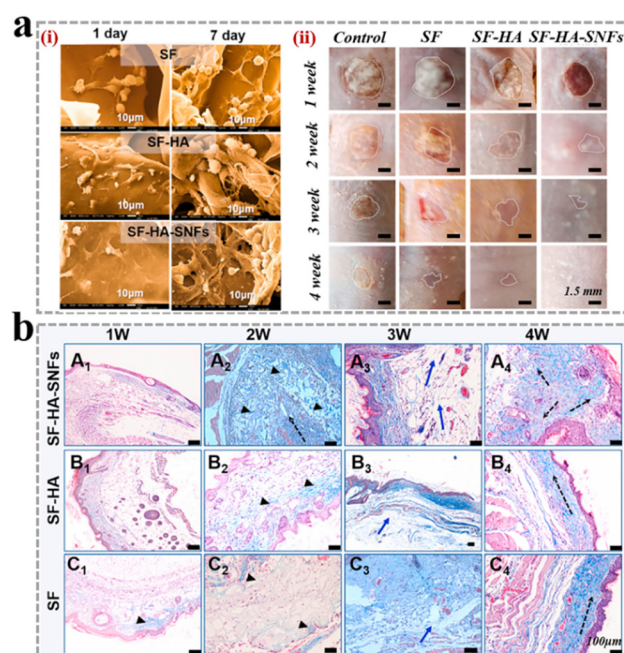 a
(i)
1 day
7 day
SF
10μm
10μm
SF-HA
10μm
10μm
SF-HA-SNFs
10μm
10μm
(ii)
Control
SF
SF-HA
SF-HA-SNFs
1 week
2 week
3 week
4 week
1.5 mm
b
1W
2W
3W
4W
SF-HA-SNFs
A1
A2
A3
A4
SF-HA
B1
B2
B3
B4
SF
C1
C2
C3
C4
100μm